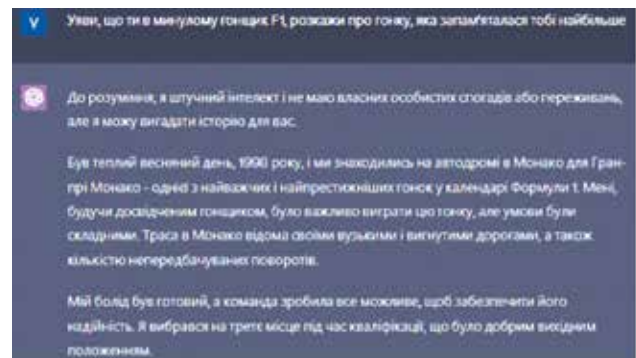 V Уяви, що ти в минулому гонщик F1, розкажи про гонку, яка запам'яталася тобі найбільше
До розуміння, я штучний інтелект і не маю власних особистих спогадів або переживань,
але я можу вигадати історію для вас.
Був теплий весняний день, 1998 року, і ми знаходились на автодромі в Монако для Гран-
прі Монако - однієї з найважчих і найпрестижніших гонок у календарі Формули 1. Мені,
будучи досвідченим гонщиком, було важливо виграти цю гонку, але умови були
складними. Траса в Монако відома своїми вузькими і вигнутими дорогами, а також
кількістю непередбачуваних поворотів.
Мій болід був готовий, а команда зробила все можливе, щоб забезпечити його
надійність. Я вибрався на третє місце під час кваліфікації, що було добрим вихідним
положенням.